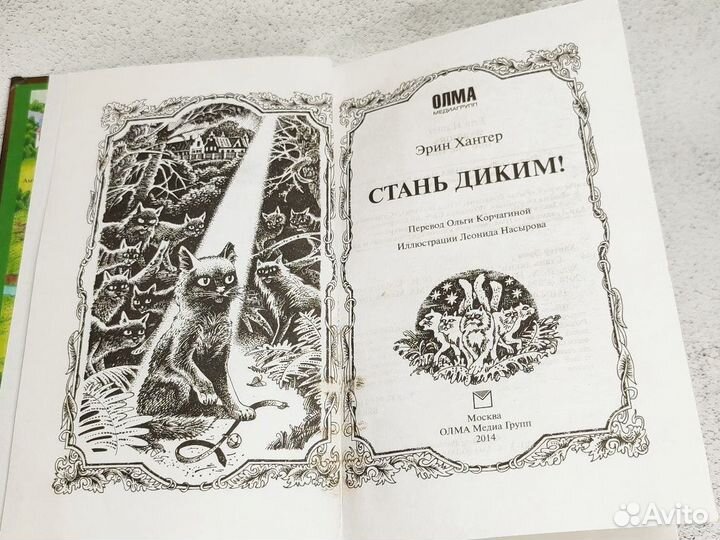 ОЛМА
МЕДИАГРУПП
Эрин Хантер
СТАНЬ ДИКИМ!
Перевод Ольги Корчагиной
Иллюстрации Леонида Насырова
Москва
ОЛМА Медиа Групп
2014
Avito